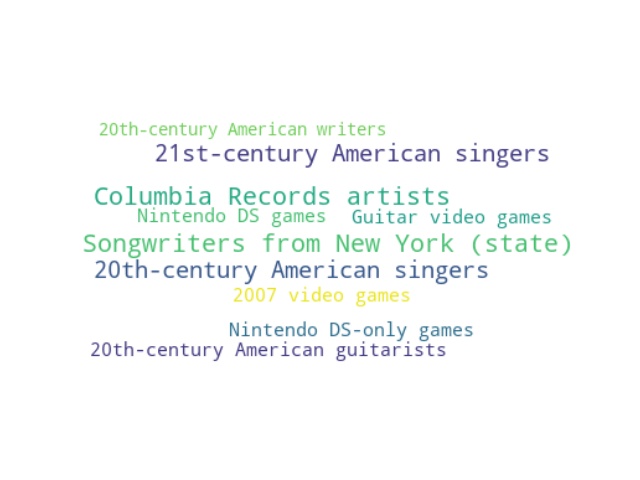 20th-century American writers
21st-century American singers
Columbia Records artists
Nintendo DS games
Guitar video games
Songwriters from New York (state)
20th-century American singers
2007 video games
Nintendo DS-only games
20th-century American guitarists